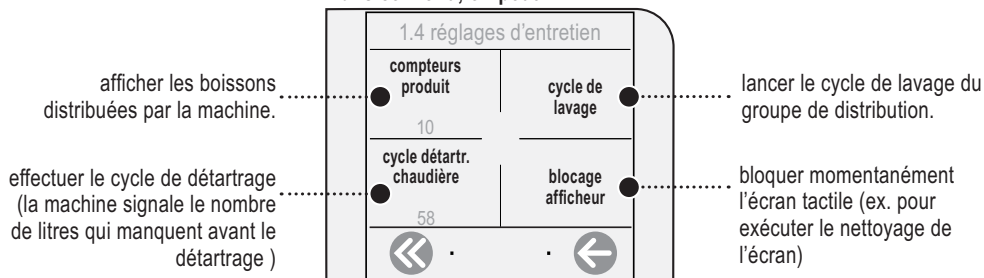 1.4 réglages d'entretien
afficher les boissons
distribuées par la machine.
compteurs
produit
10
cycle de
lavage
lancer le cycle de lavage du
groupe de distribution.
effectuer le cycle de détartrage
(la machine signale le nombre
de litres qui manquent avant le
détartrage )
cycle détartr.
chaudière
58
blocage
afficheur
bloquer momentanément
l'écran tactile (ex. pour
exécuter le nettoyage de
l'écran)